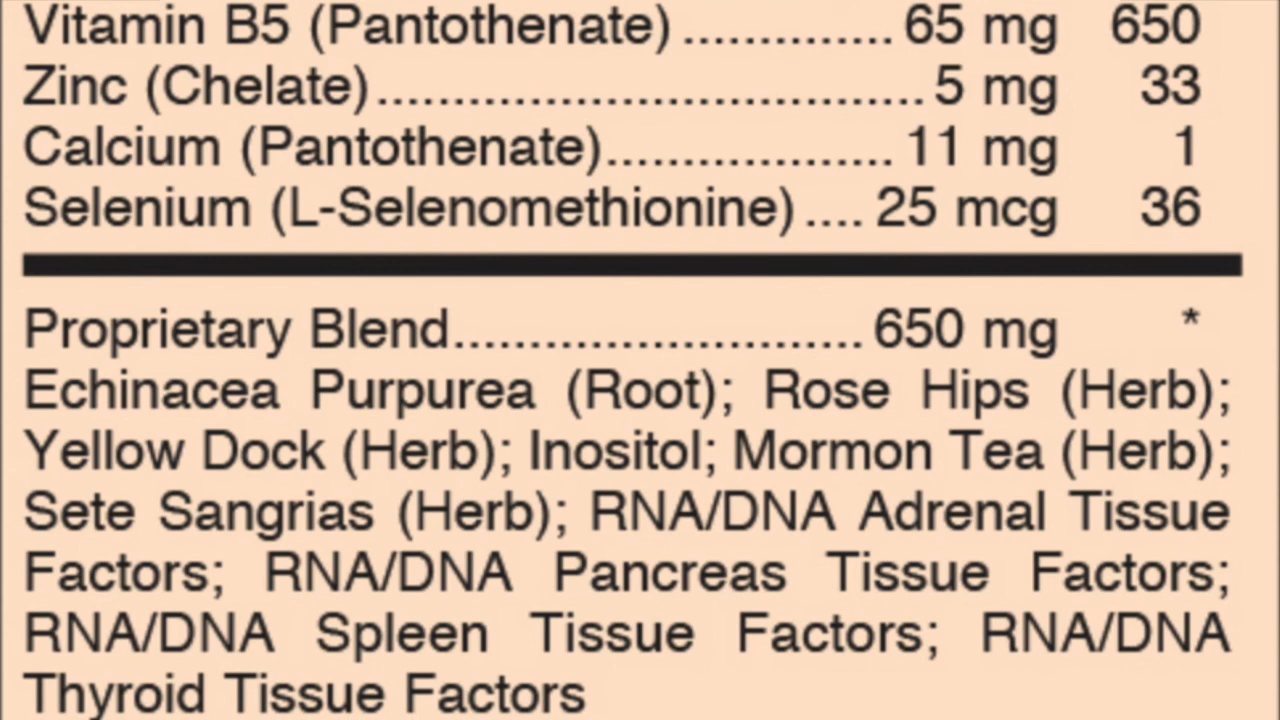 Vitamin B5 (Pantothenate) .............. 65 mg 650
Zinc (Chelate).................................... 5 mg 33
Calcium (Pantothenate)................... 11 mg 1
Selenium (L-Selenomethionine) .... 25 mcg 36
Proprietary Blend........................... 650 mg *
Echinacea Purpurea (Root); Rose Hips (Herb);
Yellow Dock (Herb); Inositol; Mormon Tea (Herb);
Sete Sangrias (Herb); RNA/DNA Adrenal Tissue
Factors; RNA/DNA Pancreas Tissue Factors;
RNA/DNA Spleen Tissue Factors; RNA/DNA
Thyroid Tissue Factors